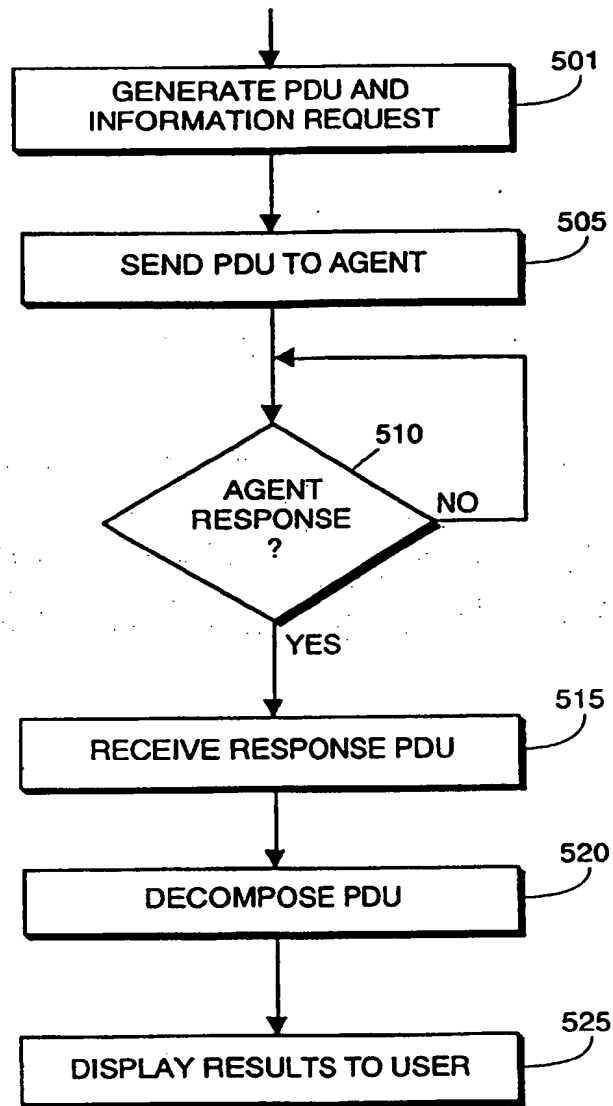 GENERATE PDU AND
INFORMATION REQUEST
501
SEND PDU TO AGENT
505
510
AGENT
RESPONSE
?
NO
YES
RECEIVE RESPONSE PDU
515
DECOMPOSE PDU
520
DISPLAY RESULTS TO USER
525